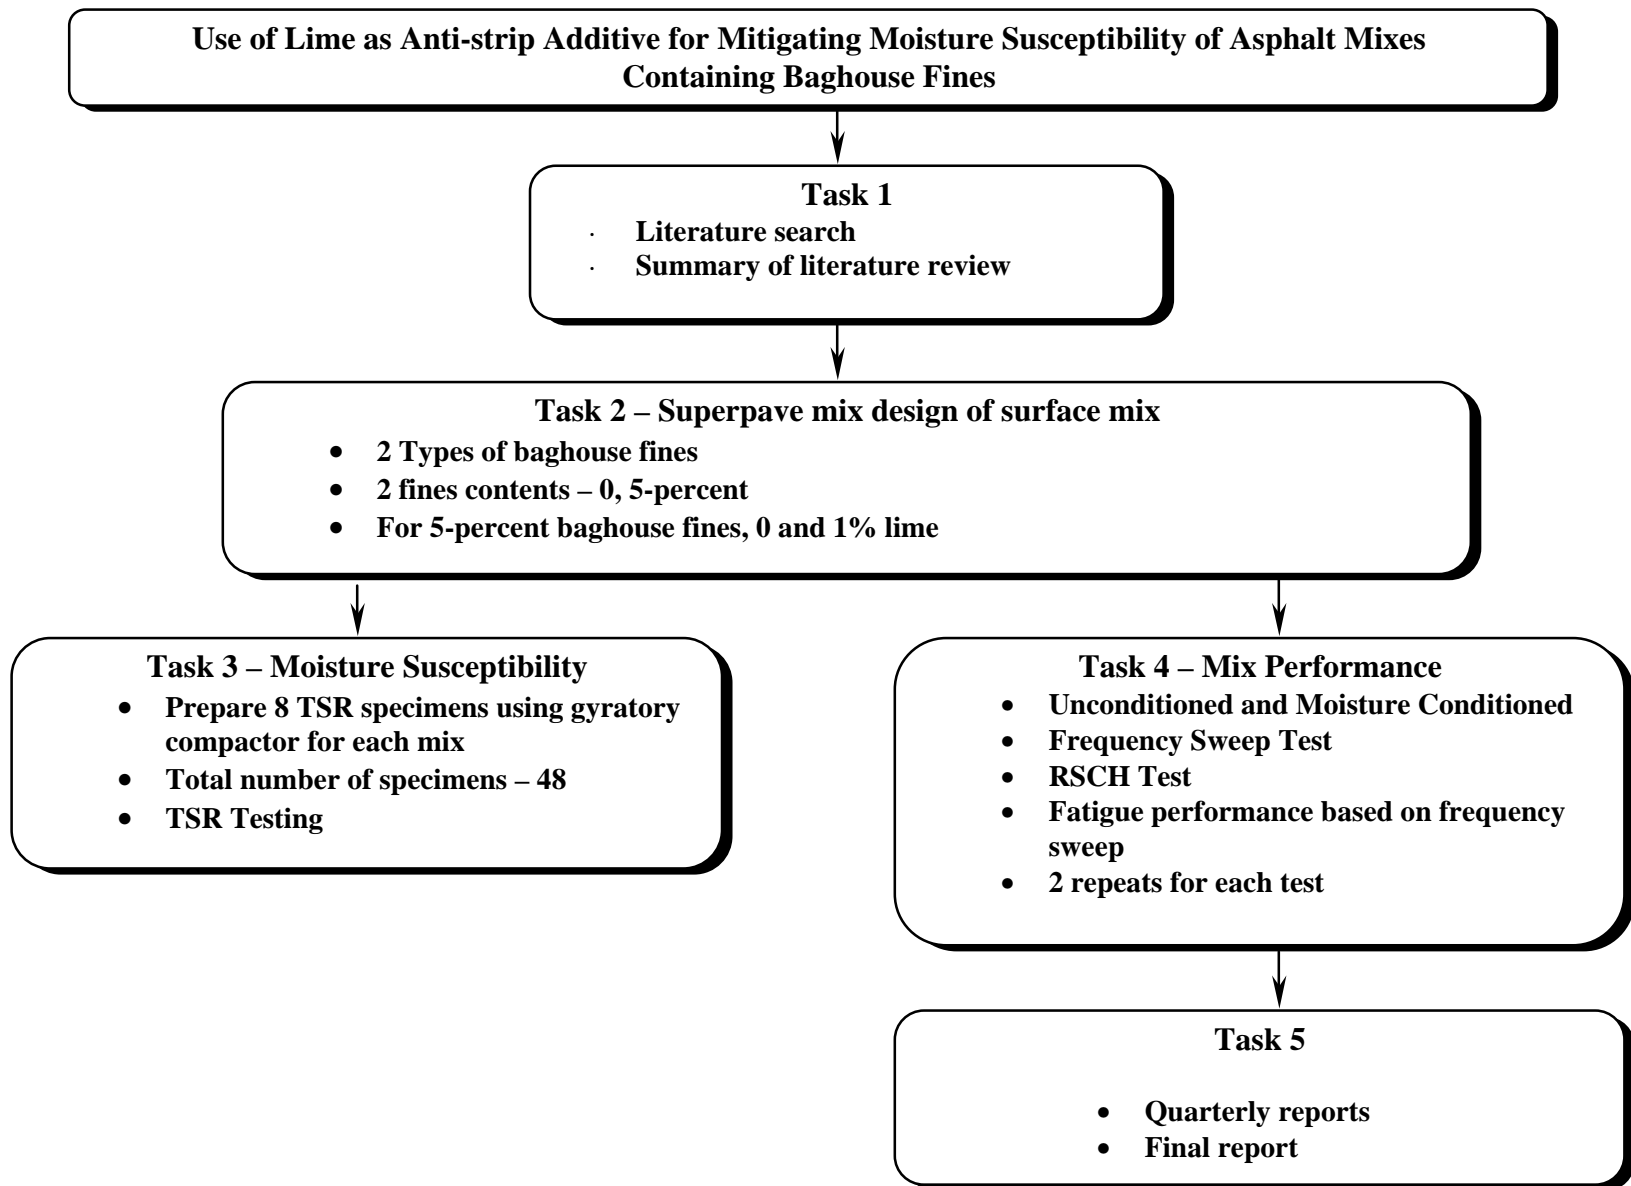 Use of Lime as Anti-strip Additive for Mitigating Moisture Susceptibility of Asphalt Mixes
Containing Baghouse Fines
Task 1
· Literature search
· Summary of literature review
Task 2 – Superpave mix design of surface mix
• 2 Types of baghouse fines
• 2 fines contents – 0, 5-percent
• For 5-percent baghouse fines, 0 and 1% lime
Task 3 – Moisture Susceptibility
• Prepare 8 TSR specimens using gyratory
compactor for each mix
• Total number of specimens – 48
• TSR Testing
Task 4 – Mix Performance
• Unconditioned and Moisture Conditioned
• Frequency Sweep Test
• RSCH Test
• Fatigue performance based on frequency
sweep
• 2 repeats for each test
Task 5
• Quarterly reports
• Final report